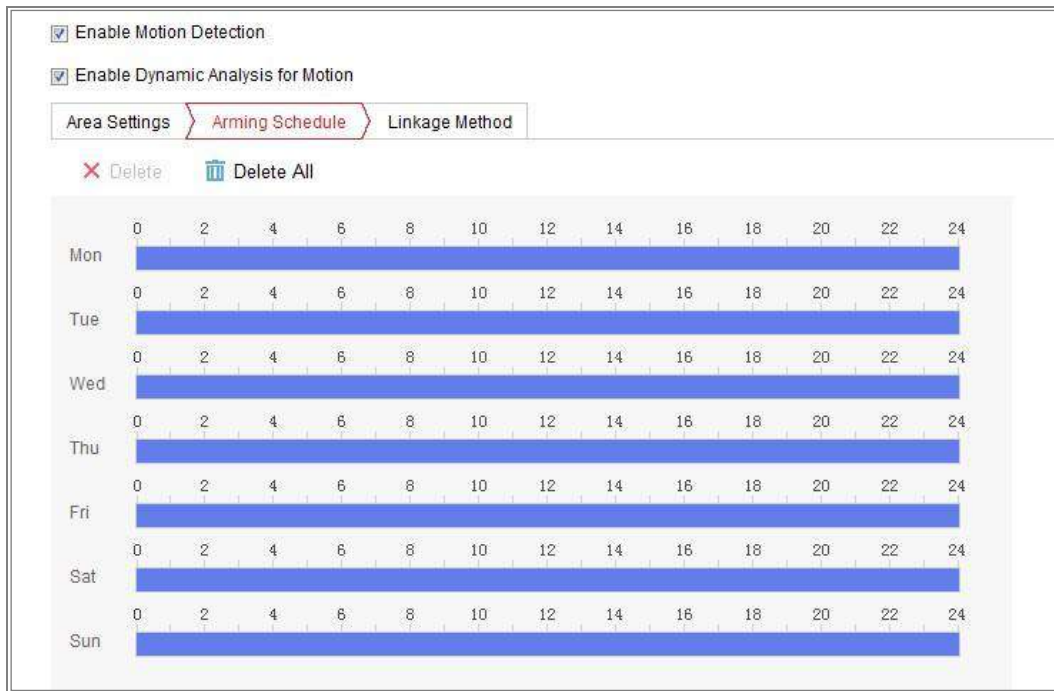 Enable Motion Detection
Enable Dynamic Analysis for Motion
Area Settings Arming Schedule Linkage Method
Delete Delete All
0 2 4 6 8 10 12 14 16 18 20 22 24
Mon
0 2 4 6 8 10 12 14 16 18 20 22 24
Tue
0 2 4 6 8 10 12 14 16 18 20 22 24
Wed
0 2 4 6 8 10 12 14 16 18 20 22 24
Thu
0 2 4 6 8 10 12 14 16 18 20 22 24
Fri
0 2 4 6 8 10 12 14 16 18 20 22 24
Sat
0 2 4 6 8 10 12 14 16 18 20 22 24
Sun